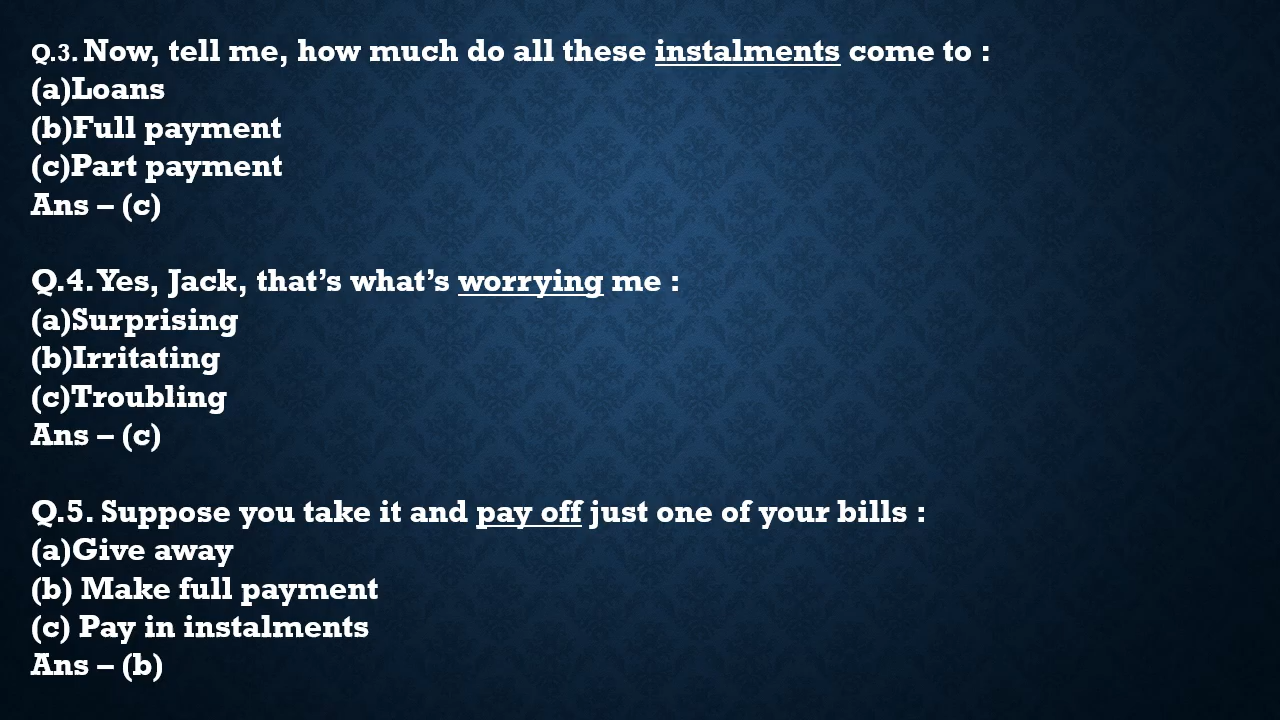 Q.3. Now, tell me, how much do all these instalments come to :
(a)Loans
(b)Full payment
(c)Part payment
Ans – (c)
Q.4. Yes, Jack, that’s what’s worrying me :
(a)Surprising
(b)Irritating
(c)Troubling
Ans – (c)
Q.5. Suppose you take it and pay off just one of your bills :
(a)Give away
(b) Make full payment
(c) Pay in instalments
Ans – (b)